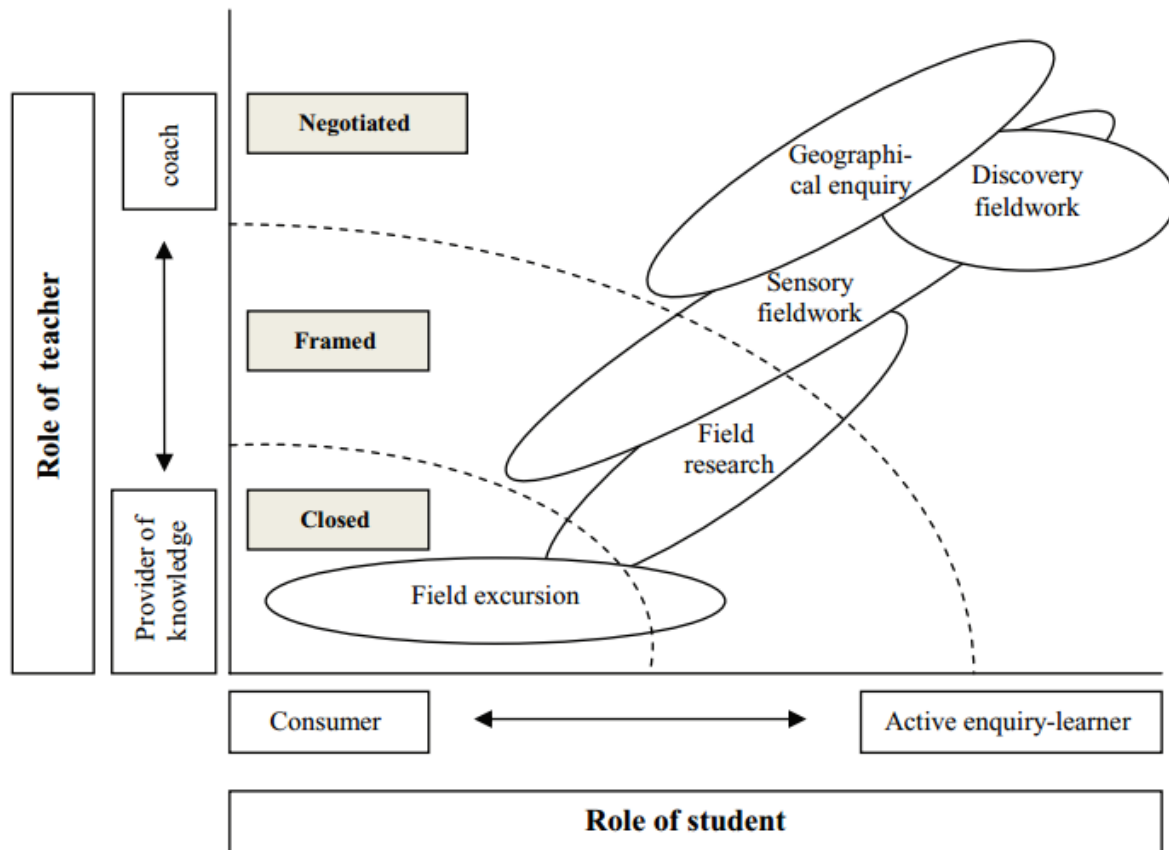 Role of teacher
coach
Provider of
knowledge
Negotiated
Framed
Closed
Geographi-
cal enquiry
Discovery
fieldwork
Sensory
fieldwork
Field
research
Field excursion
Consumer
Active enquiry-learner
Role of student